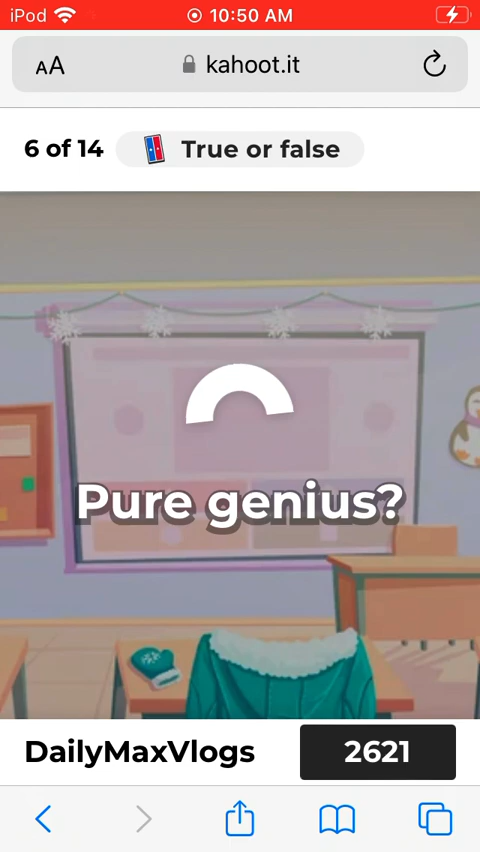 iPod 10:50 AM
AA kahoot.it
6 of 14 True or false
Pure genius?
DailyMaxVlogs 2621